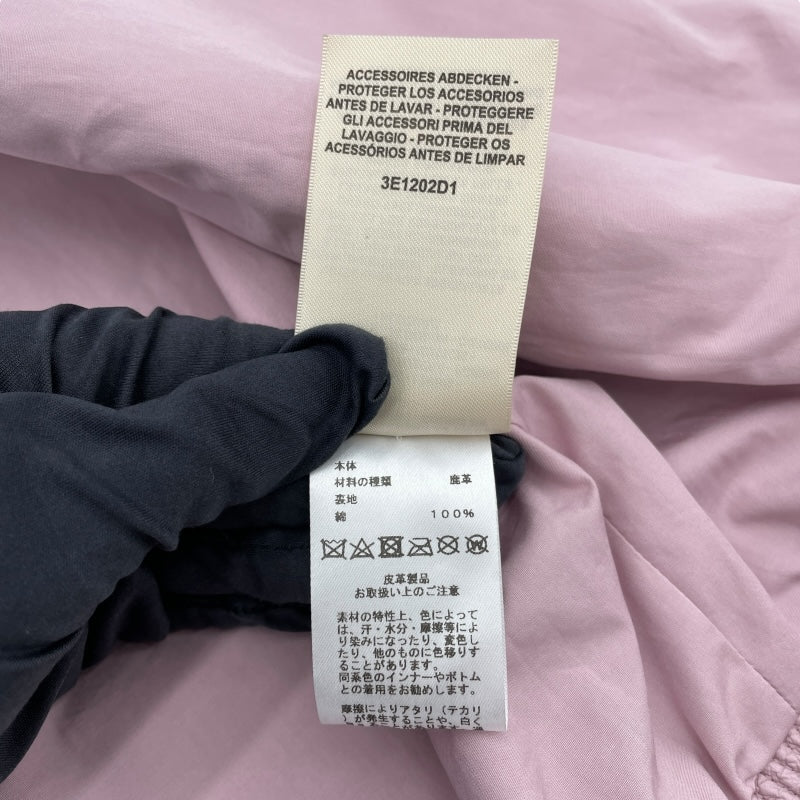 ACCESSOIRES ABDECKEN -
PROTEGER LOS ACCESORIOS
ANTES DE LAVAR - PROTEGGERE
GLI ACCESSORI PRIMA DEL
LAVAGGIO - PROTEGER OS
ACESSÓRIOS ANTES DE LIMPAR
3E1202D1
本体
材料の種類 鹿革
裏地
綿 100%
皮革製品
お取扱い上のご注意
素材の特性上、色によって
は、汗・水分・摩擦等によ
り染みになったり、変色し
たり、他のものに色移りす
ることがあります。
同系色のインナーやボトム
との着用をお勧めします。
摩擦によりアタリ(テカリ
)が発生することや、白く